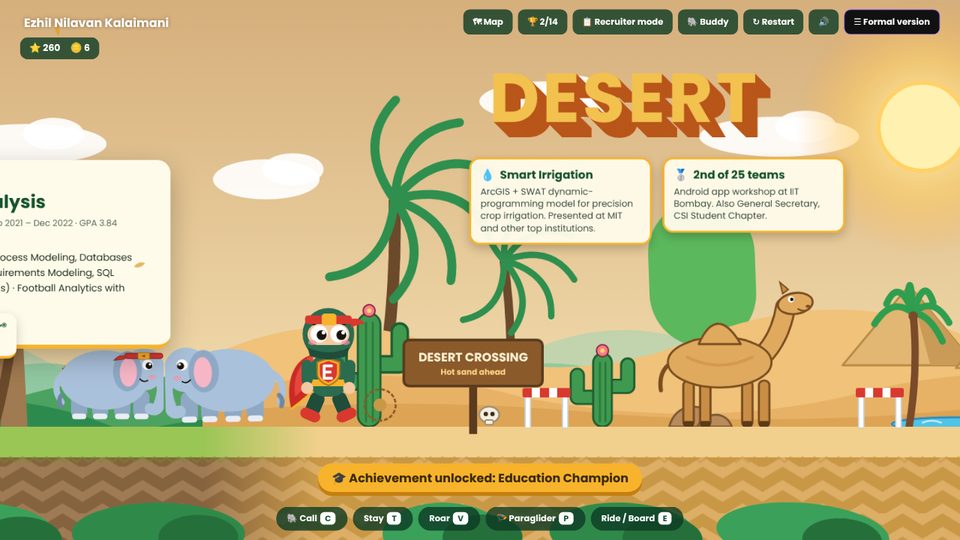 Ezhil Nilavan Kalaimani
260 6
Map
2/14
Recruiter mode
Buddy
Restart
Formal version
DESERT
Smart Irrigation
ArcGIS + SWAT dynamic-
programming model for precision
crop irrigation. Presented at MIT
and other top institutions.
2nd of 25 teams
Android app workshop at IIT
Bombay. Also General Secretary,
CSI Student Chapter.
2021 – Dec 2022 · GPA 3.84
ocess Modeling, Databases
uirements Modeling, SQL
s) · Football Analytics with
E
DESERT CROSSING
Hot sand ahead
Achievement unlocked: Education Champion
Call C
Stay T
Roar V
Paraglider P
Ride / Board E